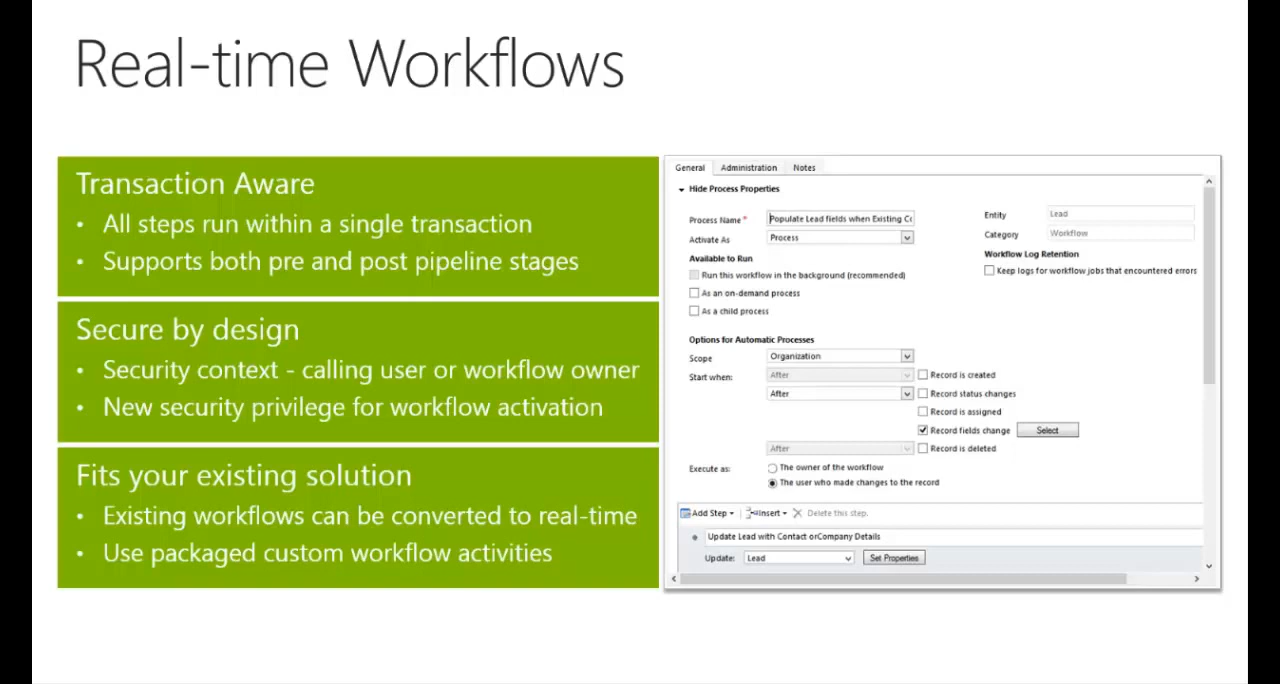 Real-time Workflows
Transaction Aware
• All steps run within a single transaction
• Supports both pre and post pipeline stages
Secure by design
• Security context - calling user or workflow owner
• New security privilege for workflow activation
Fits your existing solution
• Existing workflows can be converted to real-time
• Use packaged custom workflow activities
General Administration Notes
Hide Process Properties
Process Name * Populate Lead fields when Existing Co
Activate As Process
Available to Run
Run this workflow in the background (recommended)
As an on-demand process
As a child process
Entity Lead
Category Workflow
Workflow Log Retention
Keep logs for workflow jobs that encountered errors
Options for Automatic Processes
Scope Organization
Start when: After Record is created
After Record status changes
Record is assigned
Record fields change Select
After Record is deleted
Execute as: The owner of the workflow
The user who made changes to the record
Add Step Insert Delete this step.
Update Lead with Contact orCompany Details
Update: Lead Set Properties